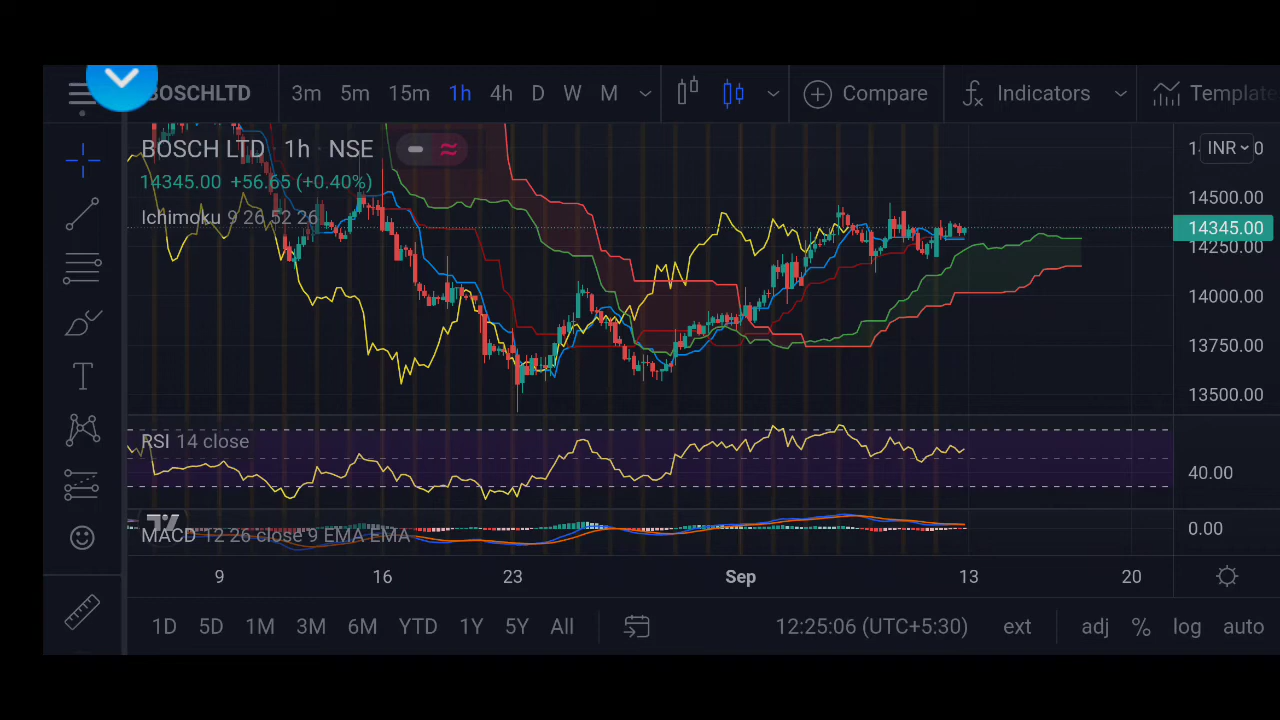 BOSCHLTD 3m 5m 15m 1h 4h D W M Compare Indicators Template
BOSCH LTD 1h NSE
14345.00 +56.65 (+0.40%)
Ichimoku 9 26 52 26
INR
14500.00
14345.00
14250.00
14000.00
13750.00
13500.00
RSI 14 close
40.00
MACD 12 26 close 9 EMA EMA
0.00
9 16 23 Sep 13 20
1D 5D 1M 3M 6M YTD 1Y 5Y All 12:25:06 (UTC+5:30) ext adj % log auto